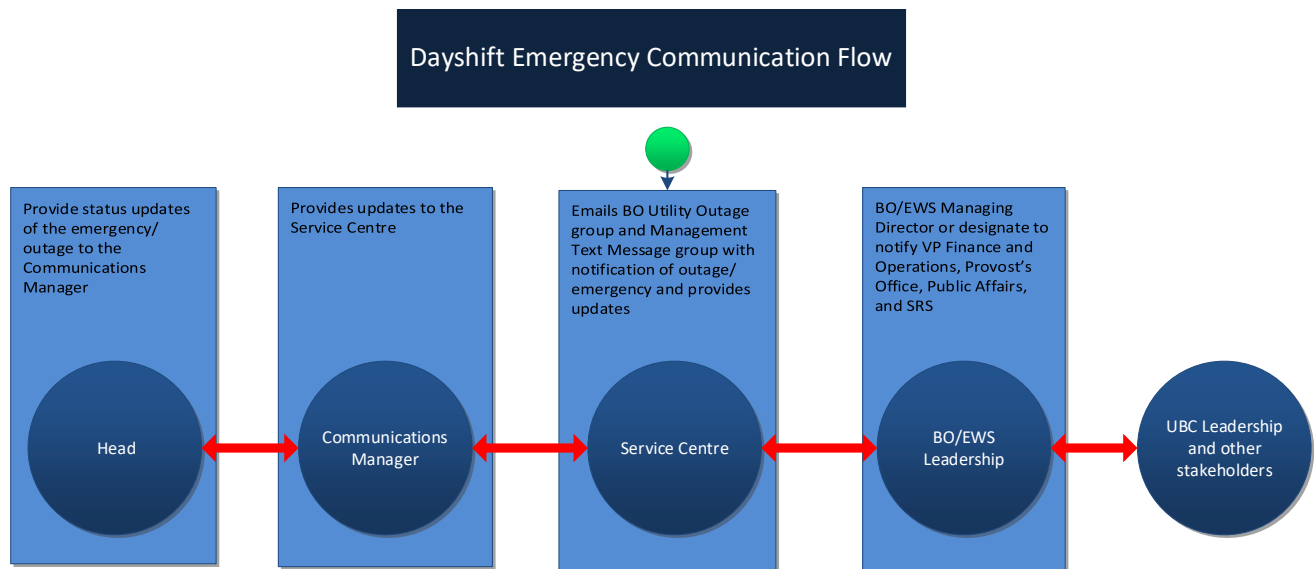 Dayshift Emergency Communication Flow
Provide status updates
of the emergency/
outage to the
Communications
Manager
Provides updates to the
Service Centre
Emails BO Utility Outage
group and Management
Text Message group with
notification of outage/
emergency and provides
updates
BO/EWS Managing
Director or designate to
notify VP Finance and
Operations, Provost's
Office, Public Affairs,
and SRS
Head
Communications
Manager
Service Centre
BO/EWS
Leadership
UBC Leadership
and other
stakeholders